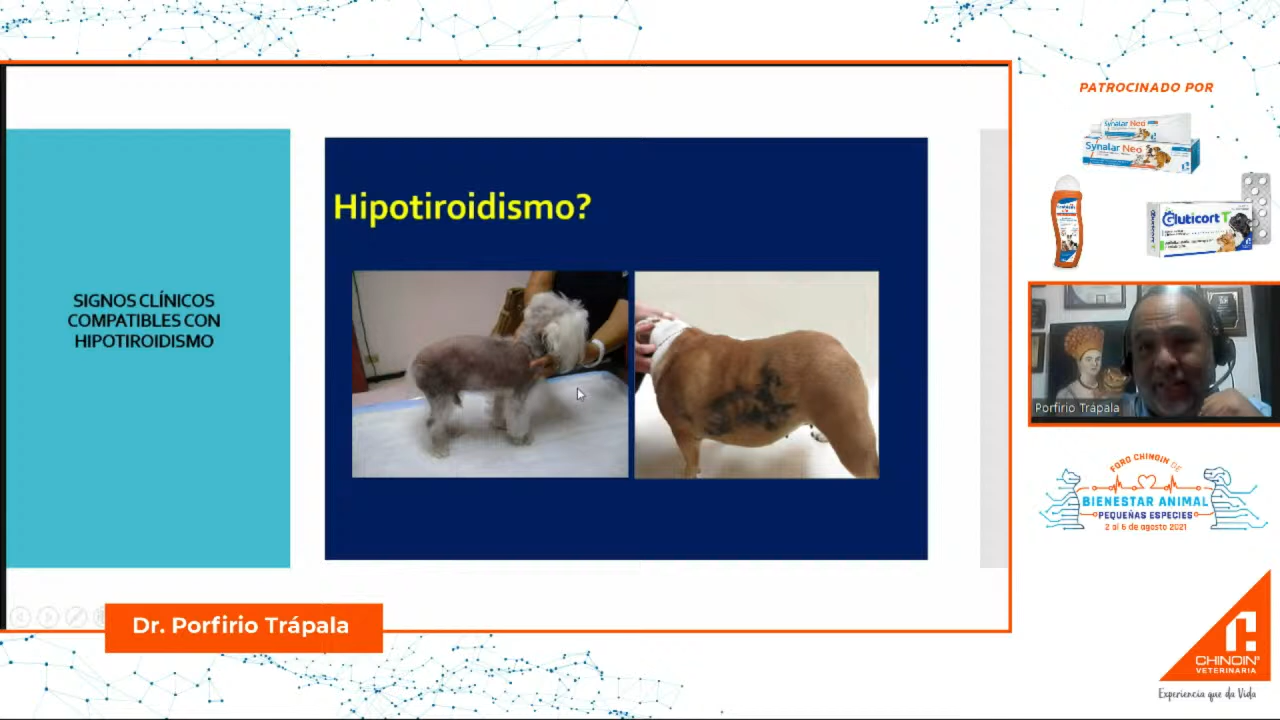 PATROCINADO POR
Synalar Neo
Synalar Neo
Gluticort T
Hipotiroidismo?
SIGNOS CLÍNICOS
COMPATIBLES CON
HIPOTIROIDISMO
Porfirio Trápala
FORO CHINOIN DE
BIENESTAR ANIMAL
PEQUEÑAS ESPECIES
2 al 6 de agosto 2021
Dr. Porfirio Trápala
CHINOIN
VETERINARIA
Experiencia que da Vida